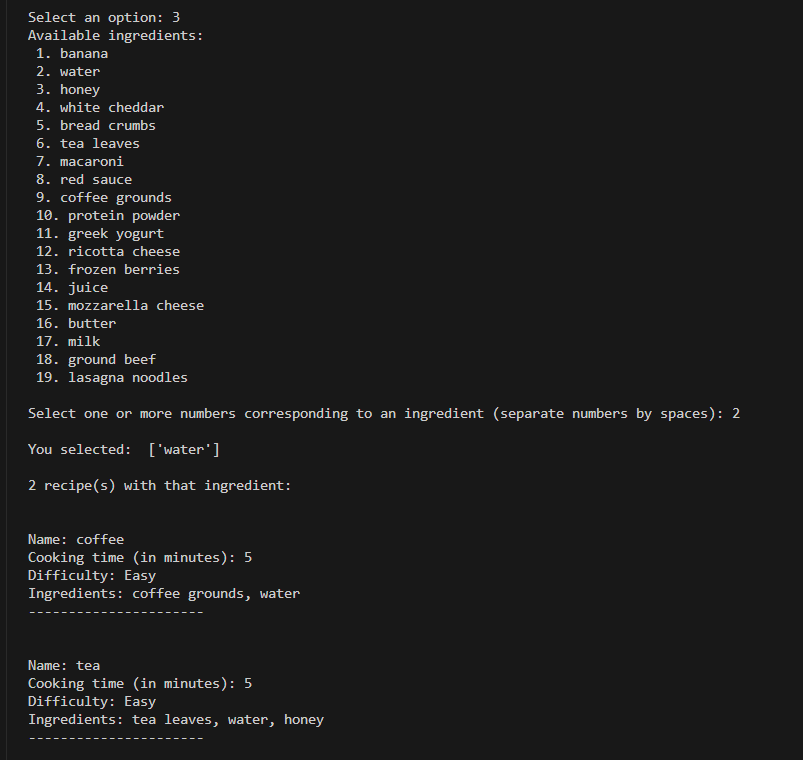 Select an option: 3
Available ingredients:
1. banana
2. water
3. honey
4. white cheddar
5. bread crumbs
6. tea leaves
7. macaroni
8. red sauce
9. coffee grounds
10. protein powder
11. greek yogurt
12. ricotta cheese
13. frozen berries
14. juice
15. mozzarella cheese
16. butter
17. milk
18. ground beef
19. lasagna noodles
Select one or more numbers corresponding to an ingredient (separate numbers by spaces): 2
You selected:  ['water']
2 recipe(s) with that ingredient:
Name: coffee
Cooking time (in minutes): 5
Difficulty: Easy
Ingredients: coffee grounds, water
----------------------
Name: tea
Cooking time (in minutes): 5
Difficulty: Easy
Ingredients: tea leaves, water, honey
----------------------